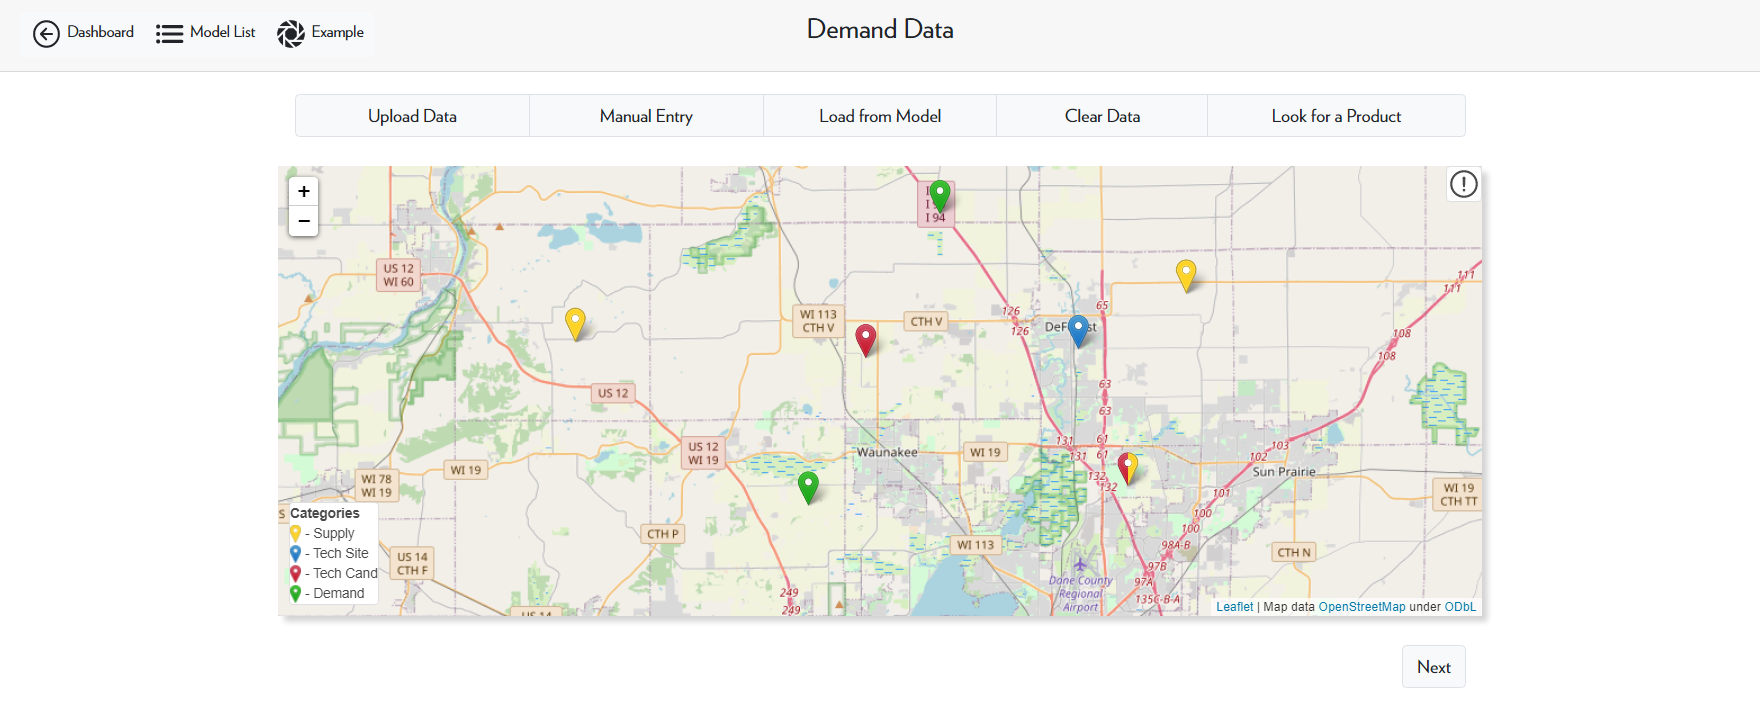 Dashboard
Model List
Example
Demand Data
Upload Data
Manual Entry
Load from Model
Clear Data
Look for a Product
+
−
I 94
US 12
WI 60
WI 113
CTH V
CTH V
126
126
65
111
111
108
108
US 12
63
63
US 12
WI 19
Waunakee
WI 19
131
131
61
61
103
102
Sun Prairie
WI 19
WI 78
WI 19
132
132
101
WI 19
CTH TT
100
100
CTH P
WI 113
98A-B
CTH N
US 14
CTH F
97B
97A
Dane County
Regional
Airport
135C-B-A
249
249
US 14
Categories
- Supply
- Tech Site
- Tech Cand
- Demand
Leaflet | Map data OpenStreetMap under ODbL
Next